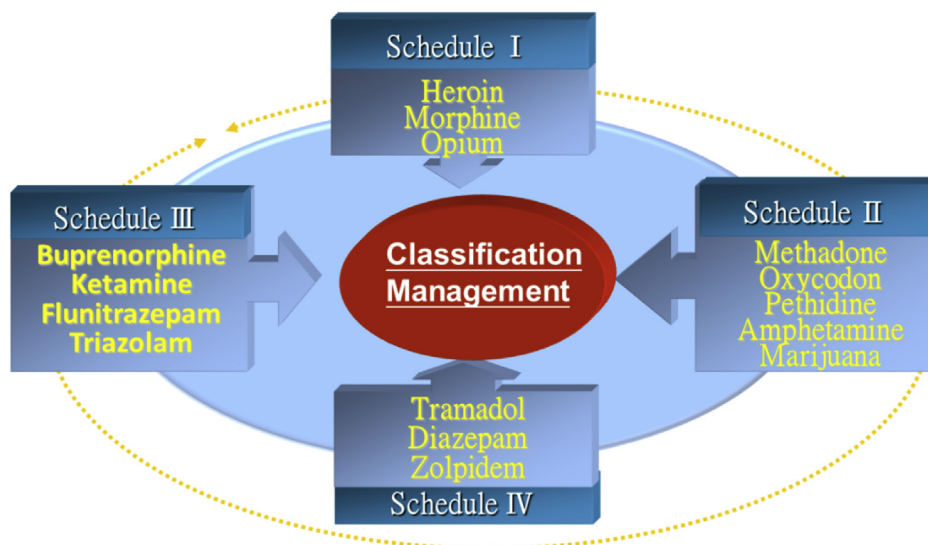 Schedule Ⅰ
Heroin
Morphine
Opium
Schedule Ⅲ
Buprenorphine
Ketamine
Flunitrazepam
Triazolam
Classification
Management
Schedule Ⅱ
Methadone
Oxycodon
Pethidine
Amphetamine
Marijuana
Tramadol
Diazepam
Zolpidem
Schedule Ⅳ